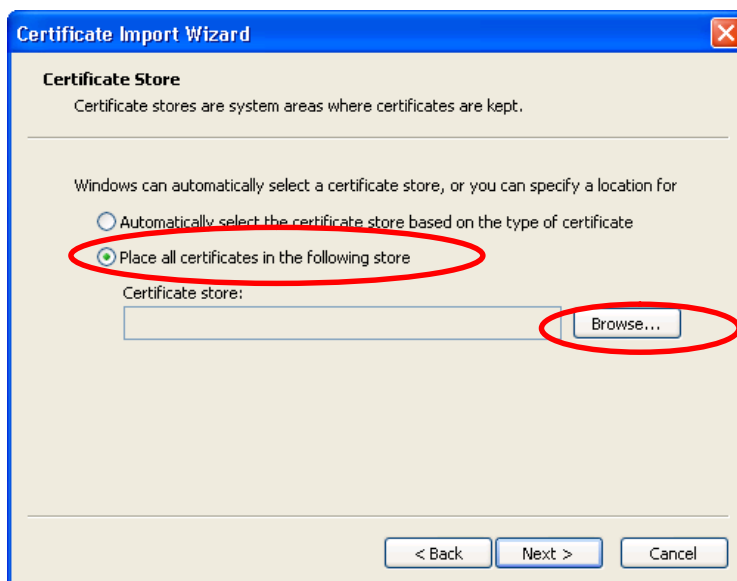 Certificate Import Wizard
Certificate Store
Certificate stores are system areas where certificates are kept.
Windows can automatically select a certificate store, or you can specify a location for
Automatically select the certificate store based on the type of certificate
Place all certificates in the following store
Certificate store:
Browse...
< Back Next > Cancel